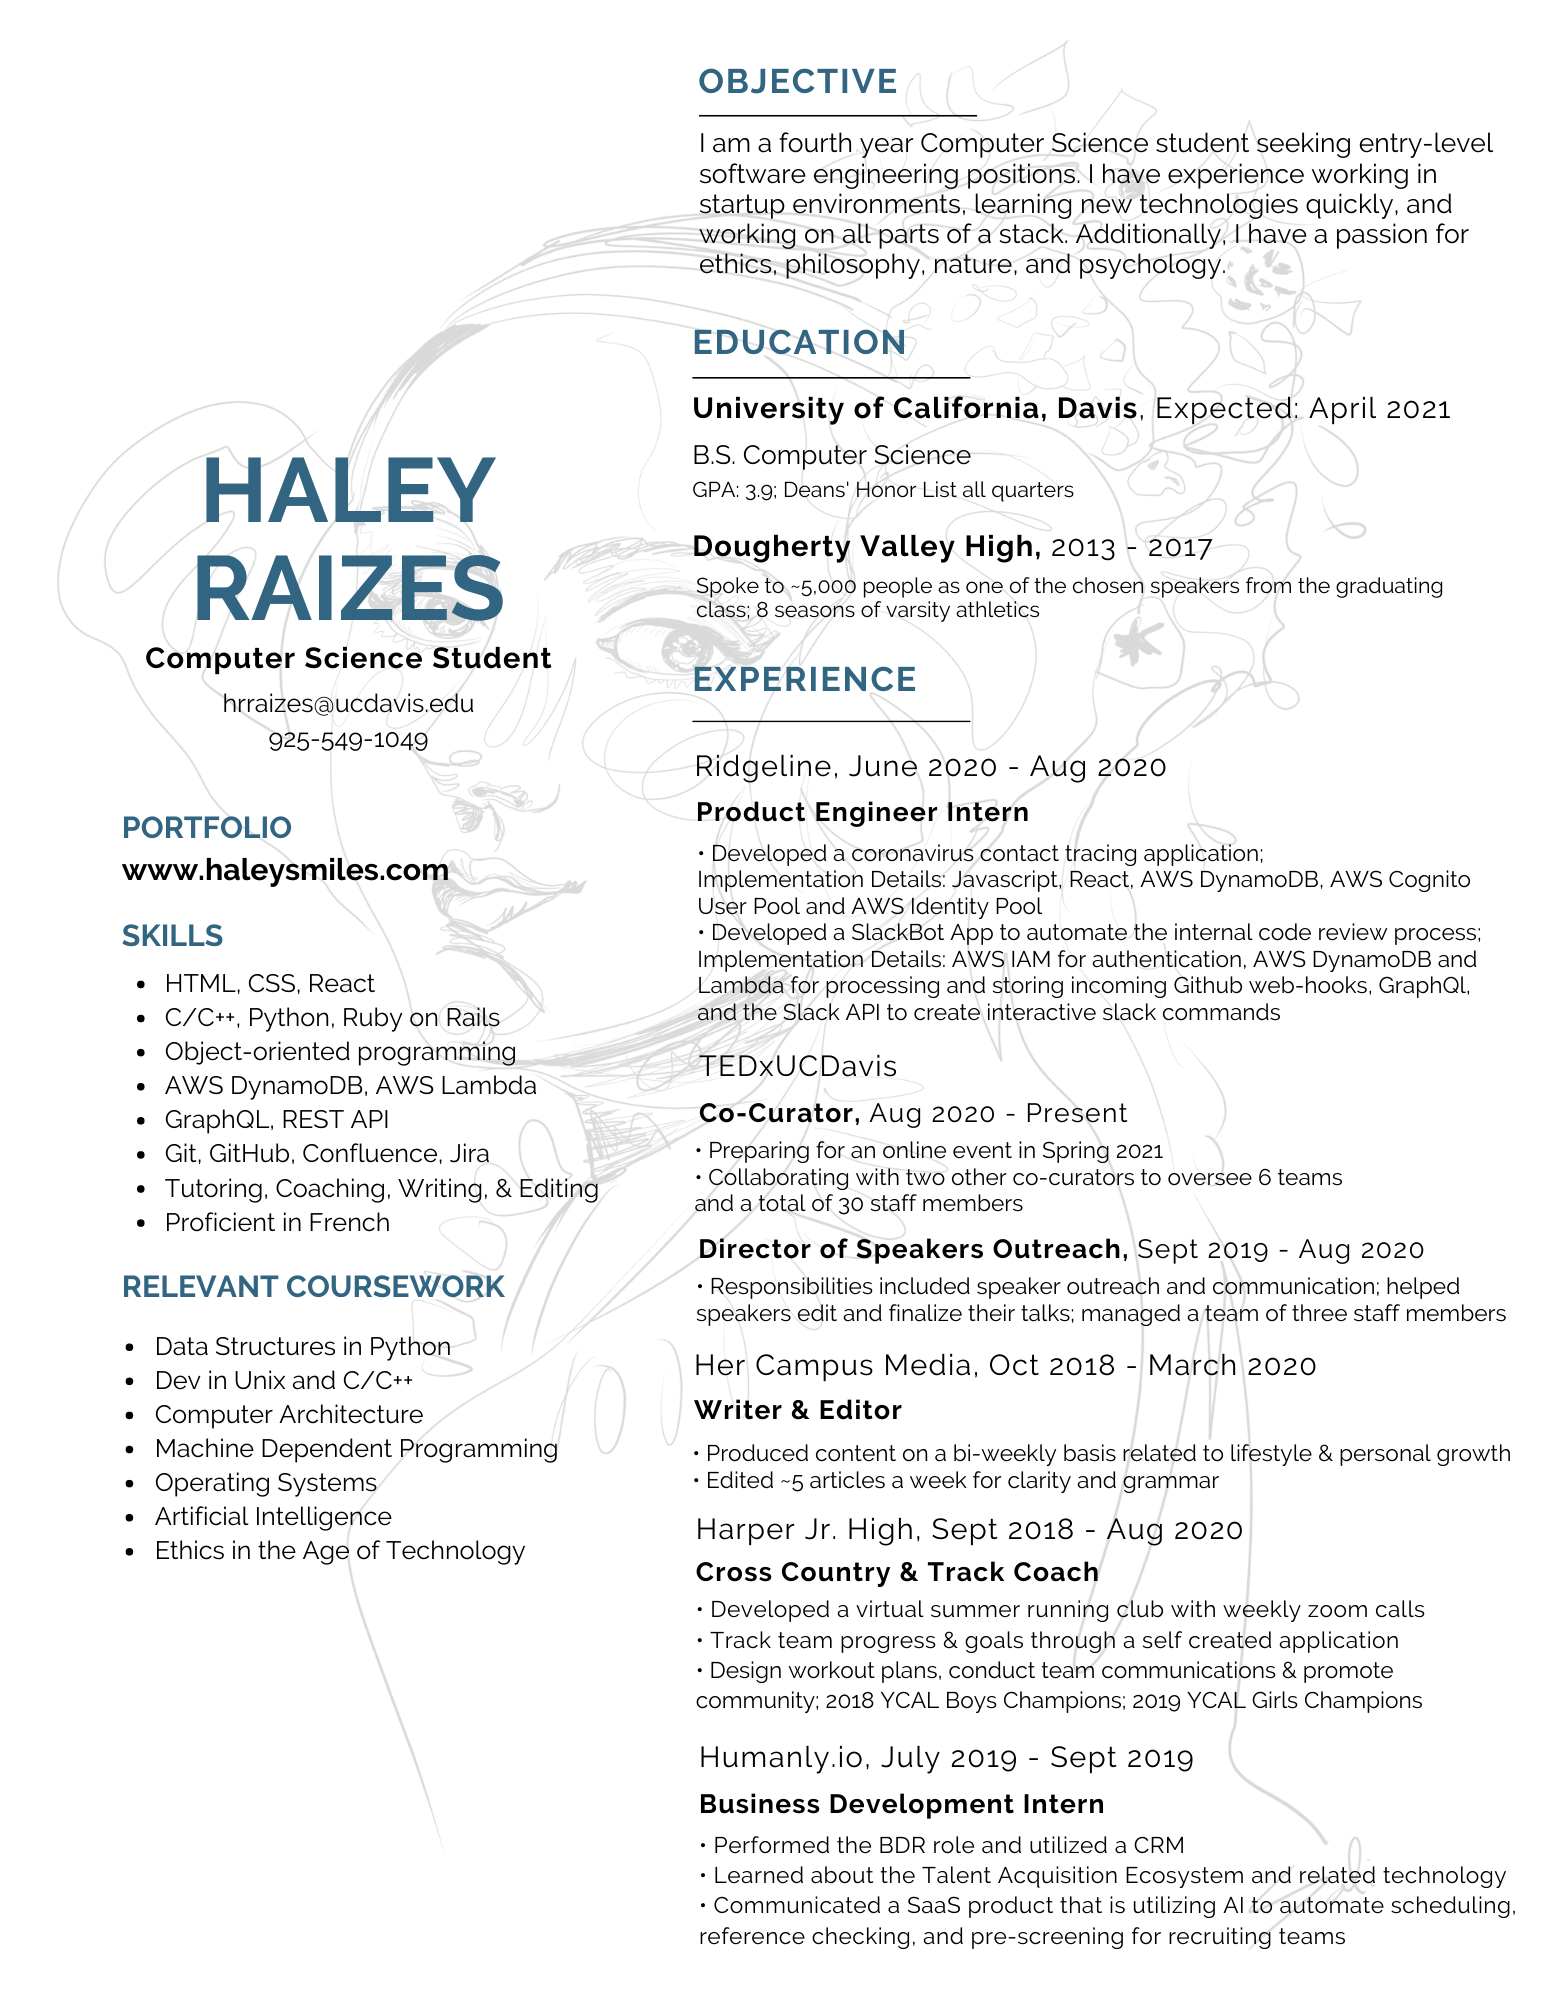 HALEY
RAIZES
Computer Science Student
hrraizes@ucdavis.edu
925-549-1049
PORTFOLIO
www.haleysmiles.com
SKILLS
• HTML, CSS, React
• C/C++, Python, Ruby on Rails
• Object-oriented programming
• AWS DynamoDB, AWS Lambda
• GraphQL, REST API
• Git, GitHub, Confluence, Jira
• Tutoring, Coaching, Writing, & Editing
• Proficient in French
RELEVANT COURSEWORK
• Data Structures in Python
• Dev in Unix and C/C++
• Computer Architecture
• Machine Dependent Programming
• Operating Systems
• Artificial Intelligence
• Ethics in the Age of Technology
OBJECTIVE
I am a fourth year Computer Science student seeking entry-level
software engineering positions. I have experience working in
startup environments, learning new technologies quickly, and
working on all parts of a stack. Additionally, I have a passion for
ethics, philosophy, nature, and psychology.
EDUCATION
University of California, Davis, Expected: April 2021
B.S. Computer Science
GPA: 3.9; Deans' Honor List all quarters
Dougherty Valley High, 2013 - 2017
Spoke to ~5,000 people as one of the chosen speakers from the graduating
class; 8 seasons of varsity athletics
EXPERIENCE
Ridgeline, June 2020 - Aug 2020
Product Engineer Intern
• Developed a coronavirus contact tracing application;
Implementation Details: Javascript, React, AWS DynamoDB, AWS Cognito
User Pool and AWS Identity Pool
• Developed a SlackBot App to automate the internal code review process;
Implementation Details: AWS IAM for authentication, AWS DynamoDB and
Lambda for processing and storing incoming Github web-hooks, GraphQl,
and the Slack API to create interactive slack commands
TEDxUCDavis
Co-Curator, Aug 2020 - Present
• Preparing for an online event in Spring 2021
• Collaborating with two other co-curators to oversee 6 teams
and a total of 30 staff members
Director of Speakers Outreach, Sept 2019 - Aug 2020
• Responsibilities included speaker outreach and communication; helped
speakers edit and finalize their talks; managed a team of three staff members
Her Campus Media, Oct 2018 - March 2020
Writer & Editor
• Produced content on a bi-weekly basis related to lifestyle & personal growth
• Edited ~5 articles a week for clarity and grammar
Harper Jr. High, Sept 2018 - Aug 2020
Cross Country & Track Coach
• Developed a virtual summer running club with weekly zoom calls
• Track team progress & goals through a self created application
• Design workout plans, conduct team communications & promote
community; 2018 YCAL Boys Champions; 2019 YCAL Girls Champions
Humanly.io, July 2019 - Sept 2019
Business Development Intern
• Performed the BDR role and utilized a CRM
• Learned about the Talent Acquisition Ecosystem and related technology
• Communicated a SaaS product that is utilizing AI to automate scheduling,
reference checking, and pre-screening for recruiting teams